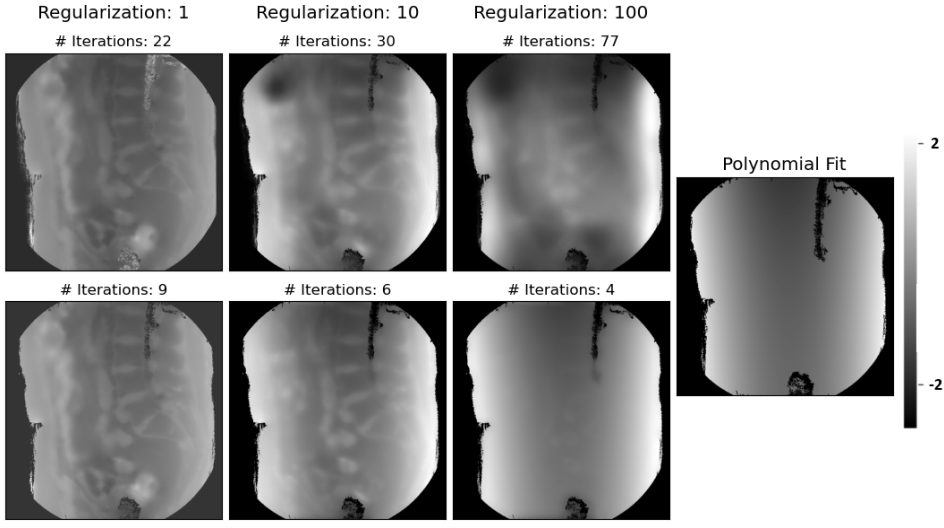 Regularization: 1
Regularization: 10
Regularization: 100
# Iterations: 22
# Iterations: 30
# Iterations: 77
Polynomial Fit
2
-2
# Iterations: 9
# Iterations: 6
# Iterations: 4